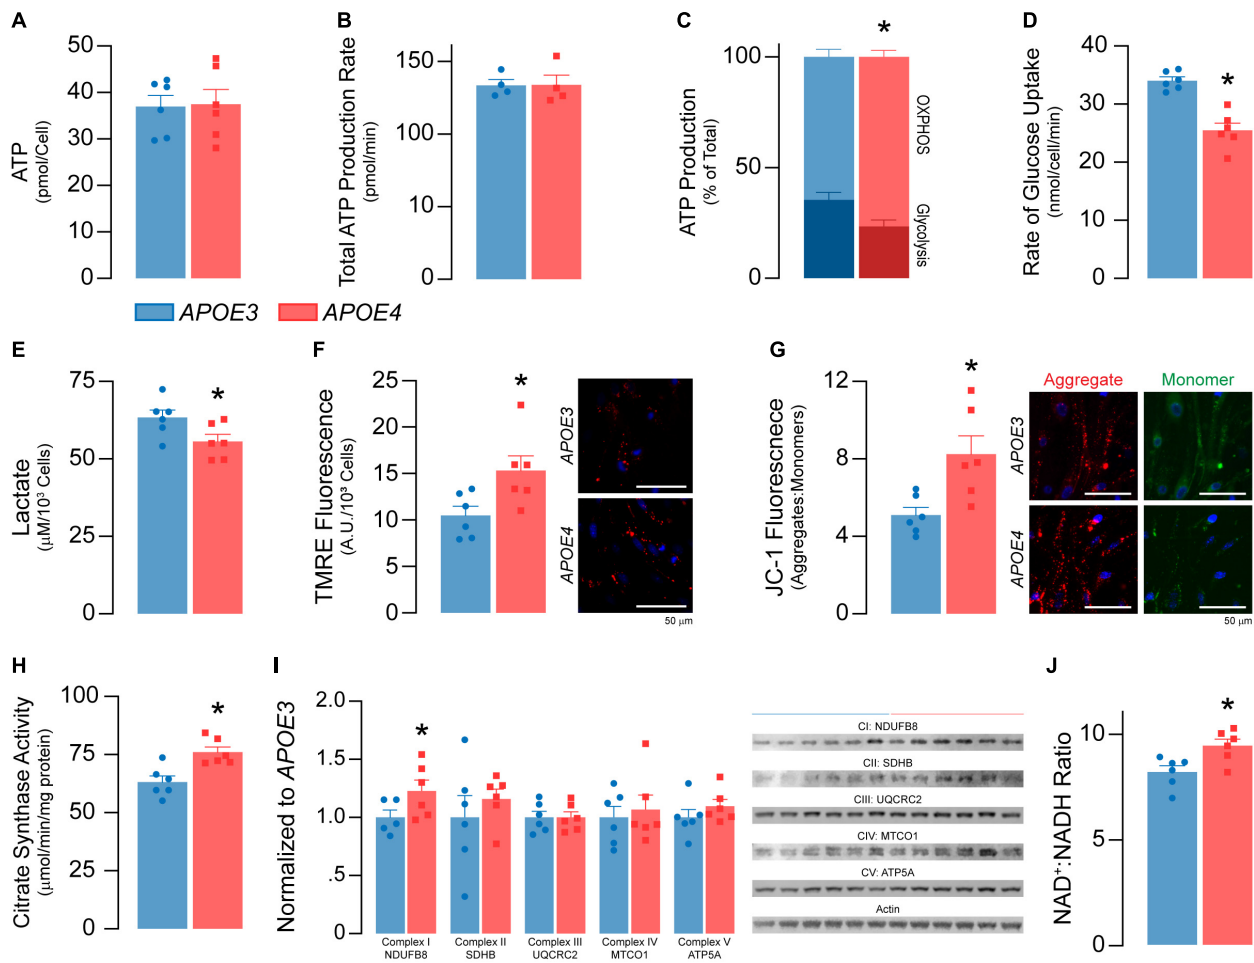 A
ATP
(pmol/Cell)
50
40
30
20
10
0
B
Total ATP Production Rate
(pmol/min)
150
100
10
0
C
ATP Production
(% of Total)
100
50
0
*
OXPHOS
Glycolysis
D
Rate of Glucose Uptake
(nmol/cell/min)
40
30
20
10
0
*
APOE3
APOE4
E
Lactate
(μM/10³ Cells)
75
50
25
0
*
F
TMRE Fluorescence
(A.U./10³ Cells)
25
20
15
10
5
0
*
APOE3
APOE4
50 μm
G
JC-1 Fluoresnece
(Aggregates:Monomers)
12
8
4
0
*
Aggregate
Monomer
APOE3
APOE4
50 μm
H
Citrate Synthase Activity
(μmol/min/mg protein)
100
75
50
25
0
*
I
Normalized to APOE3
2.0
1.5
1.0
.5
0
*
Complex I
NDUFB8
Complex II
SDHB
Complex III
UQCRC2
Complex IV
MTCO1
Complex V
ATP5A
CI: NDUFB8
CII: SDHB
CIII: UQCRC2
CIV: MTCO1
CV: ATP5A
Actin
J
NAD⁺:NADH Ratio
10
5
0
*